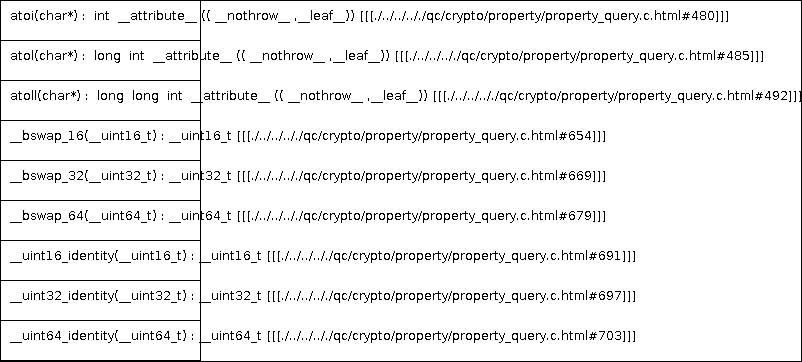 atoi(char*) : int __attribute__ (( __nothrow__ ,__leaf__)) [[[./../../../qc/crypto/property/property_query.c.html#480]]]
atol(char*) : long int __attribute__ (( __nothrow__ ,__leaf__)) [[[./../../../qc/crypto/property/property_query.c.html#485]]]
atoll(char*) : long long int __attribute__ (( __nothrow__ ,__leaf__)) [[[./../../../qc/crypto/property/property_query.c.html#492]]]
__bswap_16(__uint16_t) : __uint16_t [[[./../../../qc/crypto/property/property_query.c.html#654]]]
__bswap_32(__uint32_t) : __uint32_t [[[./../../../qc/crypto/property/property_query.c.html#669]]]
__bswap_64(__uint64_t) : __uint64_t [[[./../../../qc/crypto/property/property_query.c.html#679]]]
__uint16_identity(__uint16_t) : __uint16_t [[[./../../../qc/crypto/property/property_query.c.html#691]]]
__uint32_identity(__uint32_t) : __uint32_t [[[./../../../qc/crypto/property/property_query.c.html#697]]]
__uint64_identity(__uint64_t) : __uint64_t [[[./../../../qc/crypto/property/property_query.c.html#703]]]